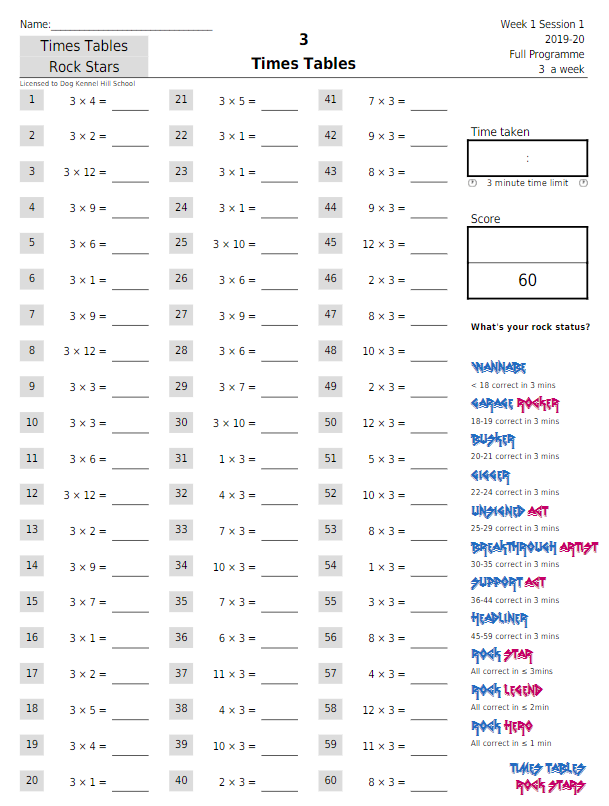 Name:
Week 1 Session 1
2019-20
Full Programme
3 a week
Times Tables
Rock Stars
3
Times Tables
Licensed to Dog Kennel Hill School
1 3 × 4 =
2 3 × 2 =
3 3 × 12 =
4 3 × 9 =
5 3 × 6 =
6 3 × 1 =
7 3 × 9 =
8 3 × 12 =
9 3 × 3 =
10 3 × 3 =
11 3 × 6 =
12 3 × 12 =
13 3 × 2 =
14 3 × 9 =
15 3 × 7 =
16 3 × 1 =
17 3 × 2 =
18 3 × 5 =
19 3 × 4 =
20 3 × 1 =
21 3 × 5 =
22 3 × 1 =
23 3 × 1 =
24 3 × 1 =
25 3 × 10 =
26 3 × 6 =
27 3 × 9 =
28 3 × 6 =
29 3 × 7 =
30 3 × 10 =
31 1 × 3 =
32 4 × 3 =
33 7 × 3 =
34 10 × 3 =
35 7 × 3 =
36 6 × 3 =
37 11 × 3 =
38 4 × 3 =
39 10 × 3 =
40 2 × 3 =
41 7 × 3 =
42 9 × 3 =
43 8 × 3 =
44 9 × 3 =
45 12 × 3 =
46 2 × 3 =
47 8 × 3 =
48 10 × 3 =
49 2 × 3 =
50 12 × 3 =
51 5 × 3 =
52 10 × 3 =
53 8 × 3 =
54 1 × 3 =
55 3 × 3 =
56 8 × 3 =
57 4 × 3 =
58 12 × 3 =
59 11 × 3 =
60 8 × 3 =
Time taken
:
3 minute time limit
Score
60
What's your rock status?
WANNABE
< 18 correct in 3 mins
GARAGE ROCKER
18-19 correct in 3 mins
BUSKER
20-21 correct in 3 mins
GIGGER
22-24 correct in 3 mins
UNSIGNED ACT
25-29 correct in 3 mins
BREAKTHROUGH ARTIST
30-35 correct in 3 mins
SUPPORT ACT
36-44 correct in 3 mins
HEADLINER
45-59 correct in 3 mins
ROCK STAR
All correct in ≤ 3mins
ROCK LEGEND
All correct in ≤ 2min
ROCK HERO
All correct in ≤ 1 min
TIMES TABLES
ROCK STARS